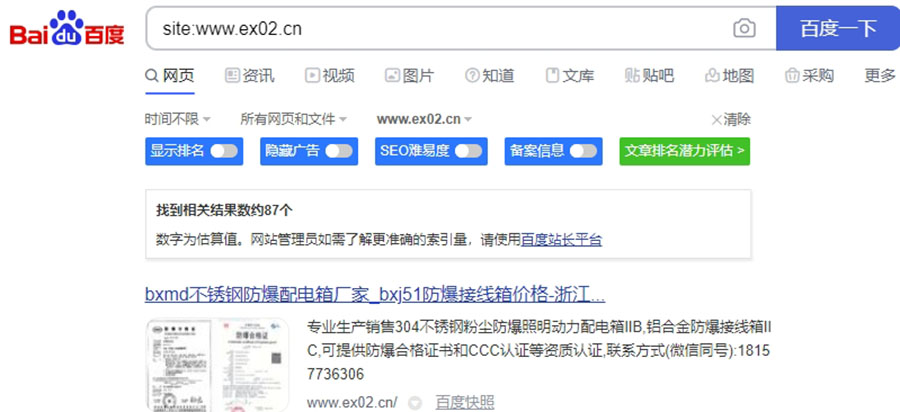 Bai du 百度
site:www.ex02.cn
百度一下
网页 资讯 视频 图片 知道 文库 贴吧 地图 采购 更多
时间不限 所有网页和文件 www.ex02.cn 清除
显示排名 隐藏广告 SEO难易度 备案信息 文章排名潜力评估 >
找到相关结果数约87个
数字为估算值。网站管理员如需了解更准确的索引量，请使用百度站长平台
bxmd不锈钢防爆配电箱厂家_bxj51防爆接线箱价格-浙江...
专业生产销售304不锈钢粉尘防爆照明动力配电箱IIB,铝合金防爆接线箱II
C,可提供防爆合格证书和CCC认证等资质认证,联系方式(微信同号):1815
7736306
www.ex02.cn/ 百度快照
防爆合格证